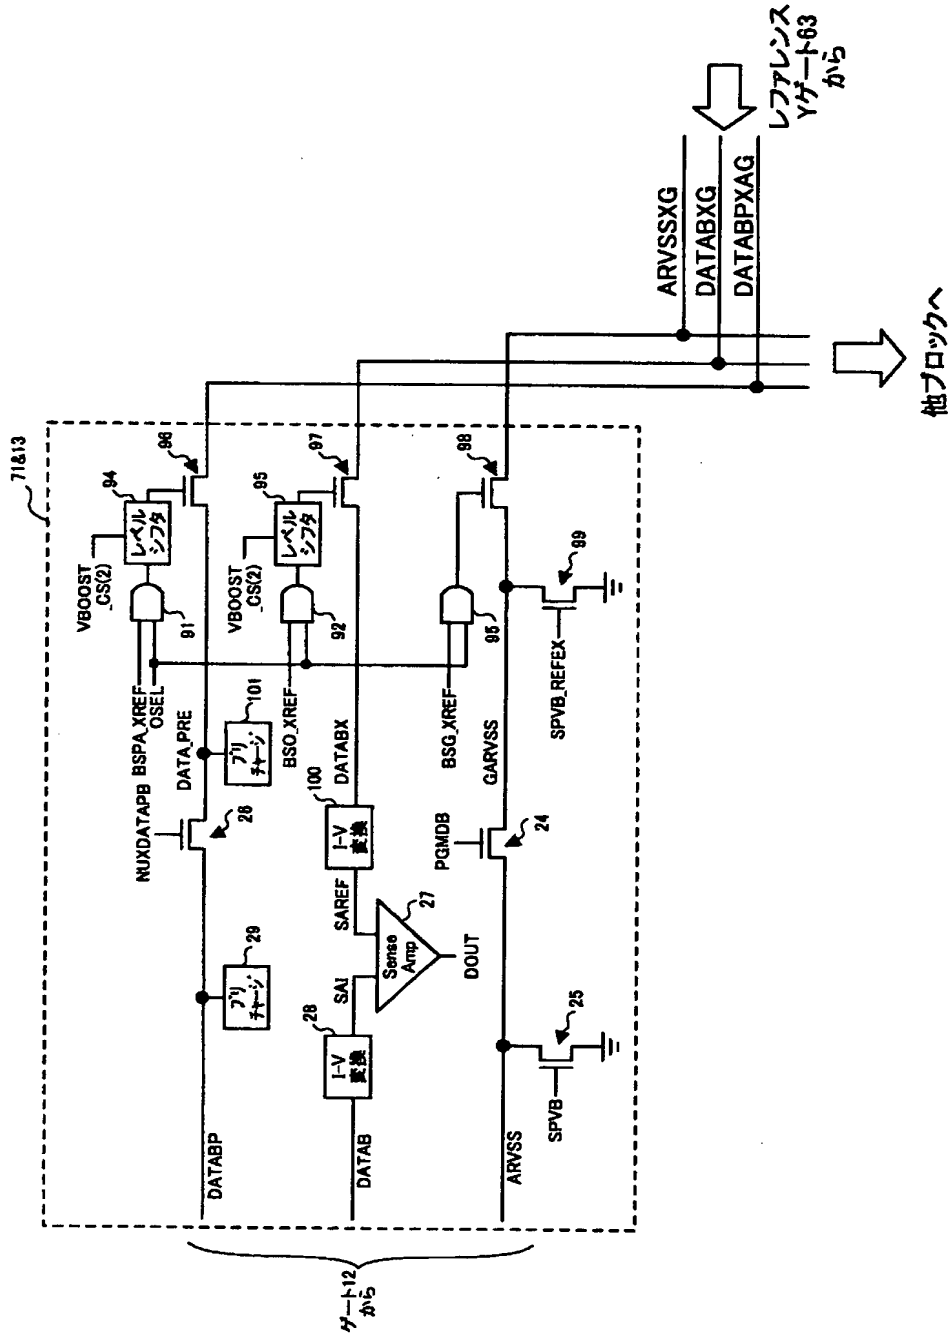 71&13
VBOOST
_CS(2)
94
レベル
シフタ
96
91
BSPA_XREF
OSEL
DATA_PRE
101
プリ
チャージ
NUXDATAPB
26
29
プリ
チャージ
DATABP
VBOOST
_CS(2)
95
レベル
シフタ
97
92
BSO_XREF
DATABX
100
I-V
変換
SAREF
27
Sense
Amp
DOUT
SAI
28
I-V
変換
DATAB
98
95
BSG_XREF
GARVSS
99
SPVB_REFEX
PGMDB
24
25
SPVB
ARVSS
ゲート12
から
ARVSSXG
DATABXG
DATABPXAG
レファレンス
Yゲート63
から
他ブロックへ